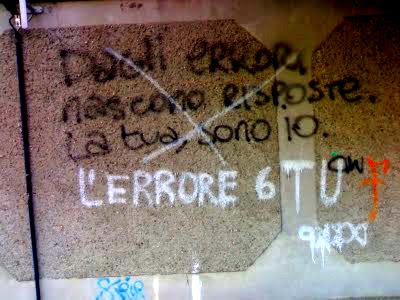 Dagli errori
nascono risposte.
La tua, sono io.
L'ERRORE 6 TU